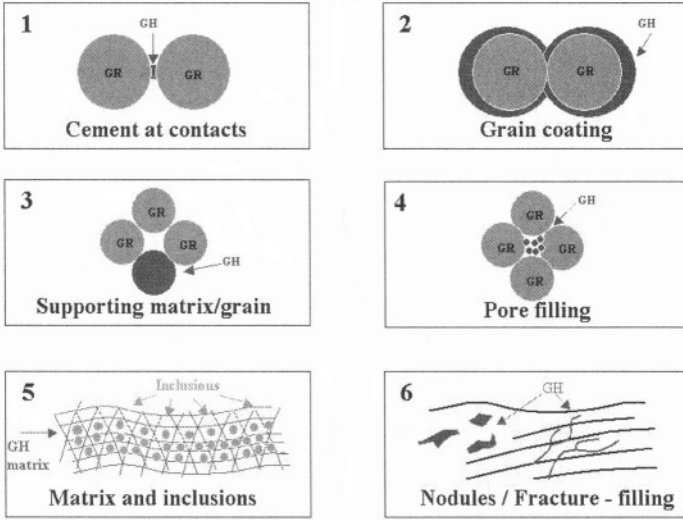 1
GH
GR
GR
Cement at contacts
2
GH
GR
GR
Grain coating
3
GR
GR
GR
GH
Supporting matrix/grain
4
GH
GR
GR
GR
GR
Pore filling
5
Inclusious
GH
matrix
Matrix and inclusions
6
GH
Nodules / Fracture - filling